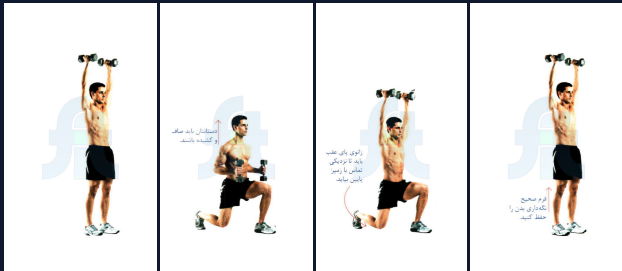 دستانتان باید صاف
و کشیده باشند.
زانوی پای عقب
باید تا نزدیکی
تماس با زمین
پایین بیاید.
فرم صحیح
نگه‌داری بدن را
حفظ کنید.